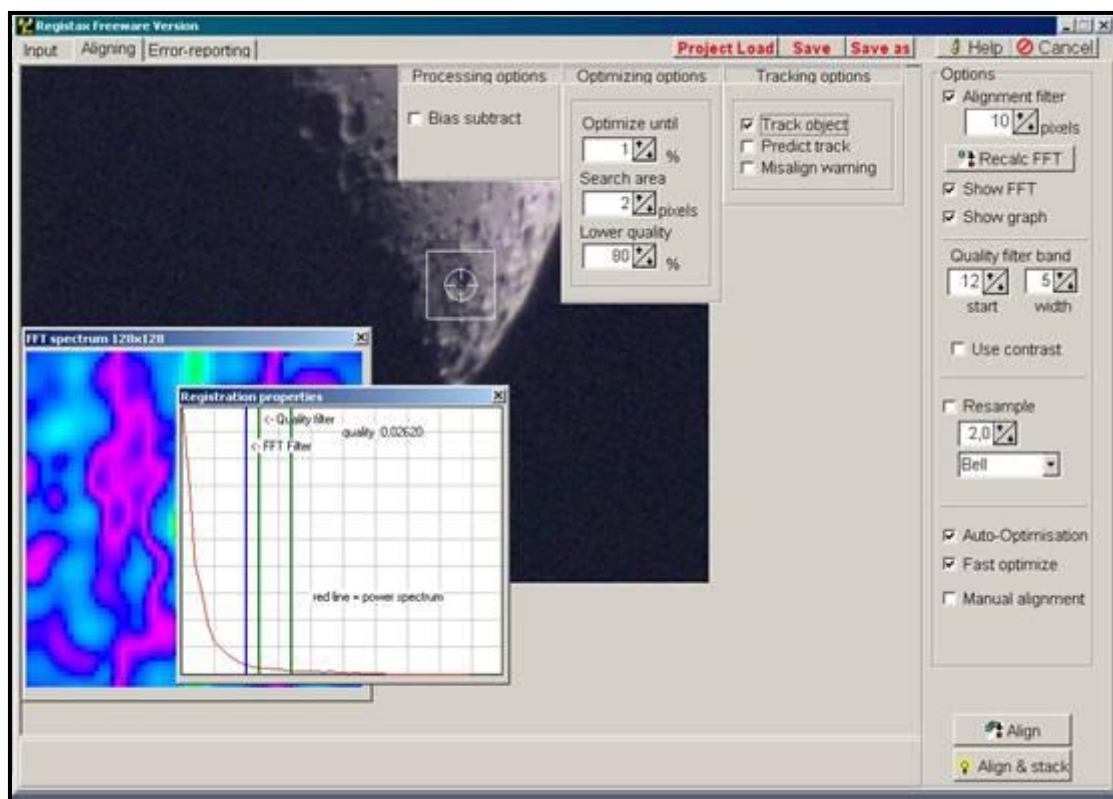 Registax Freeware Version
Input Aligning Error-reporting Project Load Save Save as Help Cancel
Processing options
Bias subtract
Optimizing options
Optimize until
1 %
Search area
2 pixels
Lower quality
80 %
Tracking options
Track object
Predict track
Misalign warning
Options
Alignment filter
10 pixels
Recalc FFT
Show FFT
Show graph
Quality filter band
12 5
start width
Use contrast
Resample
2,0
Bell
Auto-Optimisation
Fast optimize
Manual alignment
FFT spectrum 128x128
Registration properties
<- Quality filter
quality :0,02620
<- FFT Filter
red line = power spectrum
Align
Align & stack